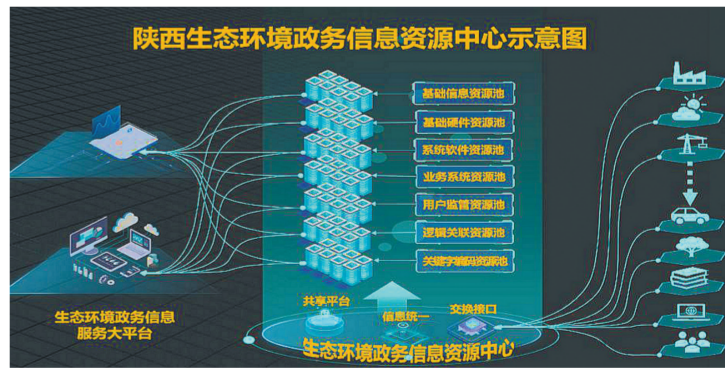 陕西生态环境政务信息资源中心示意图
基础信息资源池
基础硬件资源池
系统软件资源池
业务系统资源池
用户监管资源池
逻辑关联资源池
关键字编码资源池
共享平台
信息统一
交换接口
生态环境政务信息资源中心
生态环境政务信息
服务大平台